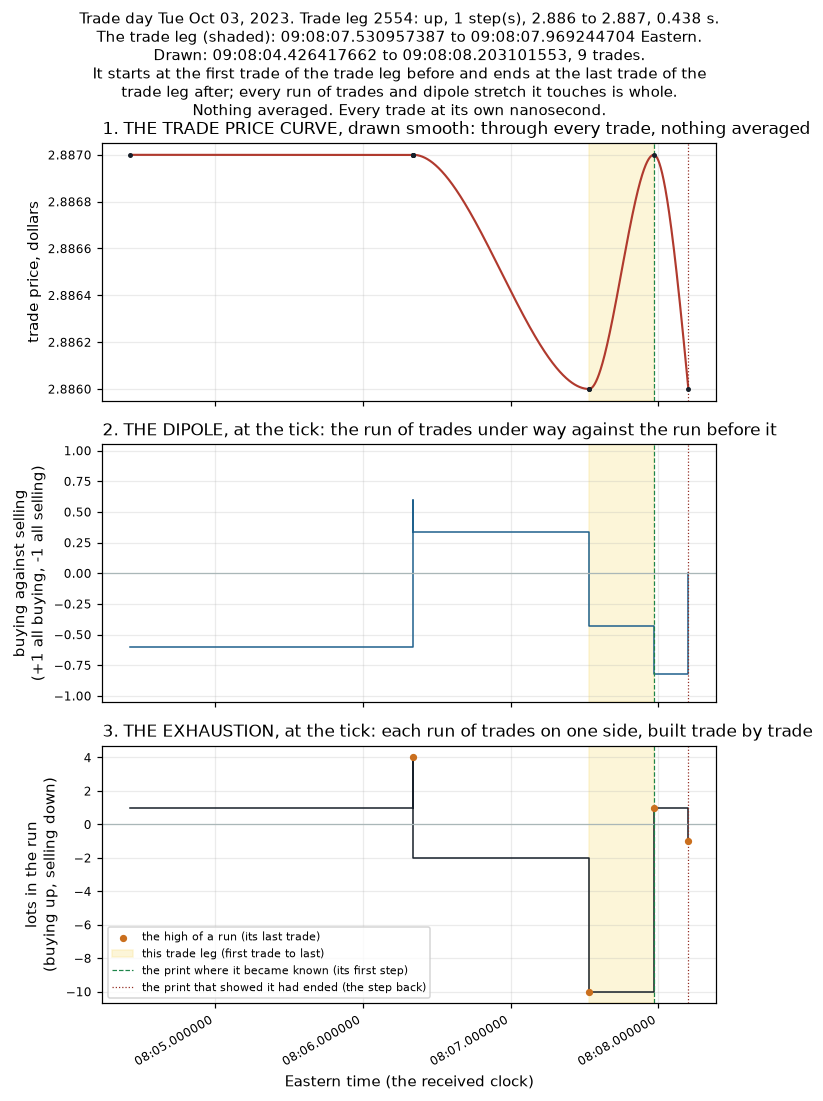 Trade day Tue Oct 03, 2023. Trade leg 2554: up, 1 step(s), 2.886 to 2.887, 0.438 s.
The trade leg (shaded): 09:08:07.530957387 to 09:08:07.969244704 Eastern.
Drawn: 09:08:04.426417662 to 09:08:08.203101553, 9 trades.
It starts at the first trade of the trade leg before and ends at the last trade of the
trade leg after; every run of trades and dipole stretch it touches is whole.
Nothing averaged. Every trade at its own nanosecond.
1. THE TRADE PRICE CURVE, drawn smooth: through every trade, nothing averaged
trade price, dollars
2.8870
2.8868
2.8866
2.8864
2.8862
2.8860
2. THE DIPOLE, at the tick: the run of trades under way against the run before it
buying against selling
(+1 all buying, -1 all selling)
1.00
0.75
0.50
0.25
0.00
−0.25
−0.50
−0.75
−1.00
3. THE EXHAUSTION, at the tick: each run of trades on one side, built trade by trade
lots in the run
(buying up, selling down)
4
2
0
−2
−4
−6
−8
−10
the high of a run (its last trade)
this trade leg (first trade to last)
the print where it became known (its first step)
the print that showed it had ended (the step back)
08:05.000000
08:06.000000
08:07.000000
08:08.000000
Eastern time (the received clock)